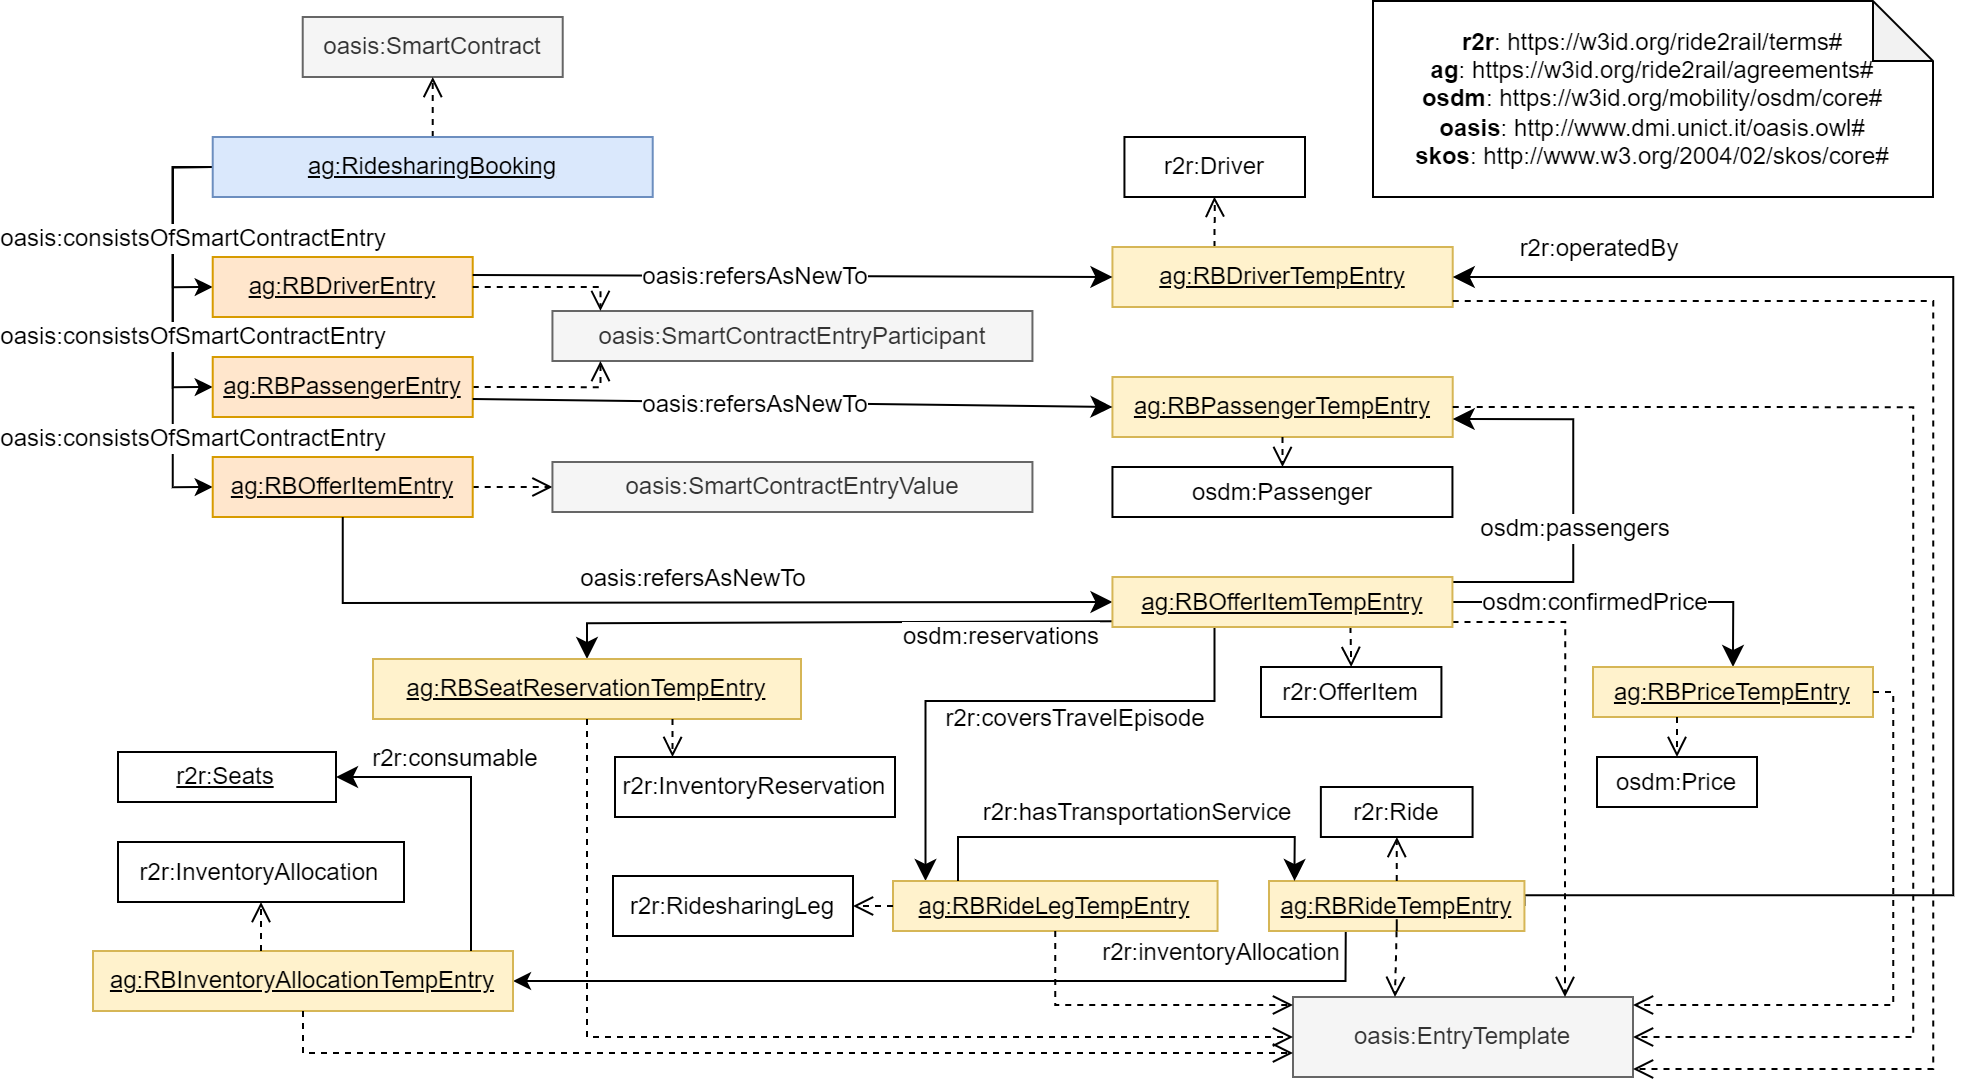 oasis:SmartContract
r2r: https://w3id.org/ride2rail/terms#
ag: https://w3id.org/ride2rail/agreements#
osdm: https://w3id.org/mobility/osdm/core#
oasis: http://www.dmi.unict.it/oasis.owl#
skos: http://www.w3.org/2004/02/skos/core#
ag:RidesharingBooking
r2r:Driver
oasis:consistsOfSmartContractEntry
r2r:operatedBy
ag:RBDriverEntry
oasis:refersAsNewTo
ag:RBDriverTempEntry
oasis:consistsOfSmartContractEntry
oasis:SmartContractEntryParticipant
ag:RBPassengerEntry
oasis:refersAsNewTo
ag:RBPassengerTempEntry
oasis:consistsOfSmartContractEntry
ag:RBOfferItemEntry
oasis:SmartContractEntryValue
osdm:Passenger
osdm:passengers
oasis:refersAsNewTo
ag:RBOfferItemTempEntry
osdm:confirmedPrice
osdm:reservations
ag:RBSeatReservationTempEntry
r2r:OfferItem
ag:RBPriceTempEntry
r2r:coversTravelEpisode
r2r:consumable
r2r:Seats
r2r:InventoryReservation
osdm:Price
r2r:hasTransportationService
r2r:Ride
r2r:InventoryAllocation
r2r:RidesharingLeg
ag:RBRideLegTempEntry
ag:RBRideTempEntry
r2r:inventoryAllocation
ag:RBInventoryAllocationTempEntry
oasis:EntryTemplate